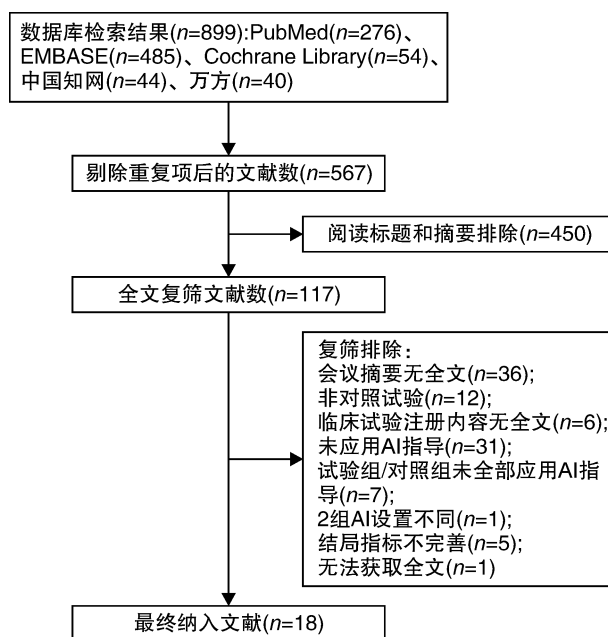 数据库检索结果(n=899):PubMed(n=276)、
EMBASE(n=485)、Cochrane Library(n=54)、
中国知网(n=44)、万方(n=40)
剔除重复项后的文献数(n=567)
阅读标题和摘要排除(n=450)
全文复筛文献数(n=117)
复筛排除：
会议摘要无全文(n=36);
非对照试验(n=12);
临床试验注册内容无全文(n=6);
未应用AI指导(n=31);
试验组/对照组未全部应用AI指
导(n=7);
2组AI设置不同(n=1);
结局指标不完善(n=5);
无法获取全文(n=1)
最终纳入文献(n=18)